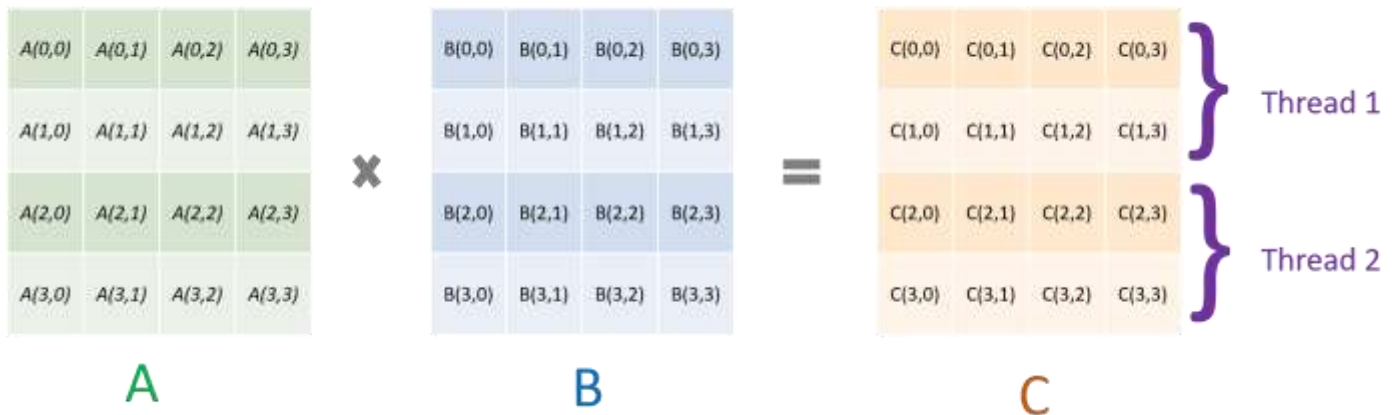 A(0,0) A(0,1) A(0,2) A(0,3) B(0,0) B(0,1) B(0,2) B(0,3) C(0,0) C(0,1) C(0,2) C(0,3)
Thread 1
A(1,0) A(1,1) A(1,2) A(1,3) B(1,0) B(1,1) B(1,2) B(1,3) C(1,0) C(1,1) C(1,2) C(1,3)
× =
A(2,0) A(2,1) A(2,2) A(2,3) B(2,0) B(2,1) B(2,2) B(2,3) C(2,0) C(2,1) C(2,2) C(2,3)
Thread 2
A(3,0) A(3,1) A(3,2) A(3,3) B(3,0) B(3,1) B(3,2) B(3,3) C(3,0) C(3,1) C(3,2) C(3,3)
A B C